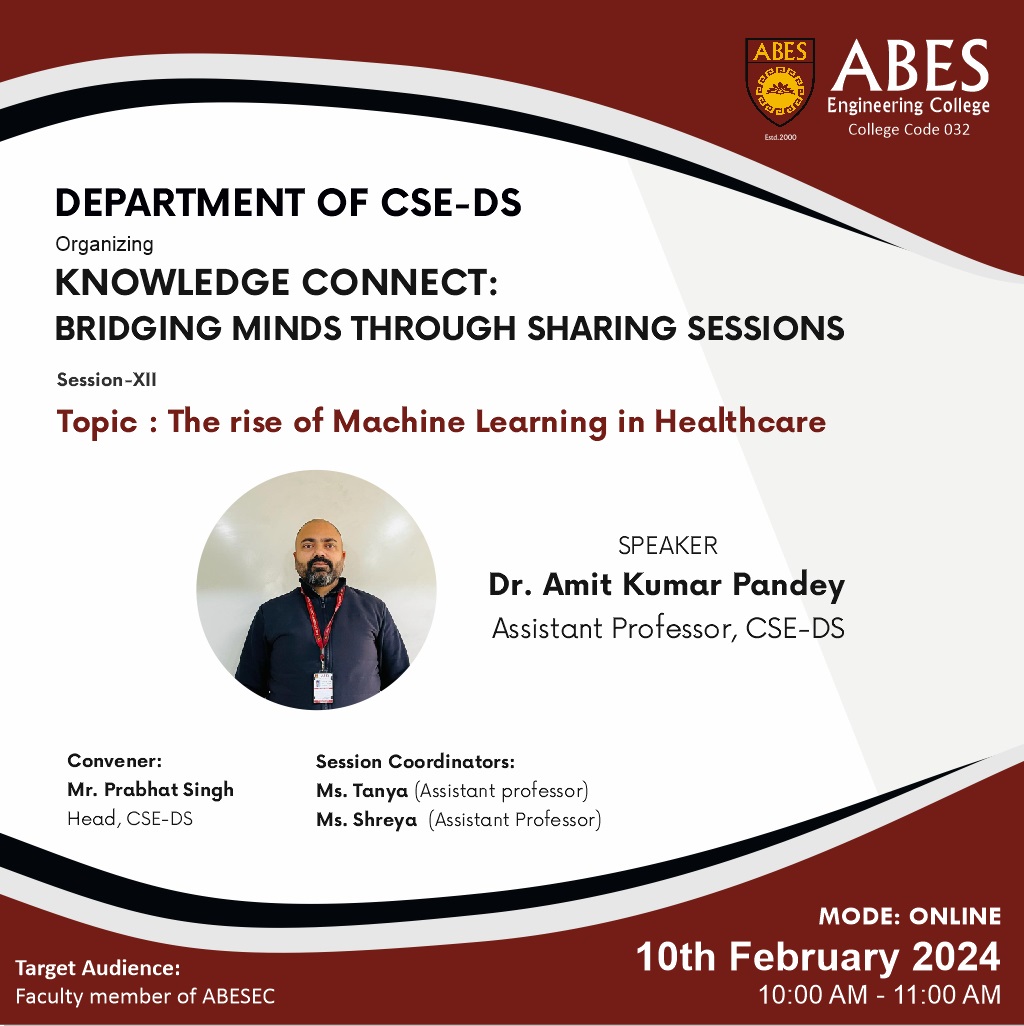 ABES
ABES
Engineering College
College Code 032
Estd.2000
DEPARTMENT OF CSE-DS
Organizing
KNOWLEDGE CONNECT:
BRIDGING MINDS THROUGH SHARING SESSIONS
Session-XII
Topic : The rise of Machine Learning in Healthcare
SPEAKER
Dr. Amit Kumar Pandey
Assistant Professor, CSE-DS
Convener:
Mr. Prabhat Singh
Head, CSE-DS
Session Coordinators:
Ms. Tanya (Assistant professor)
Ms. Shreya (Assistant Professor)
MODE: ONLINE
10th February 2024
10:00 AM - 11:00 AM
Target Audience:
Faculty member of ABESEC